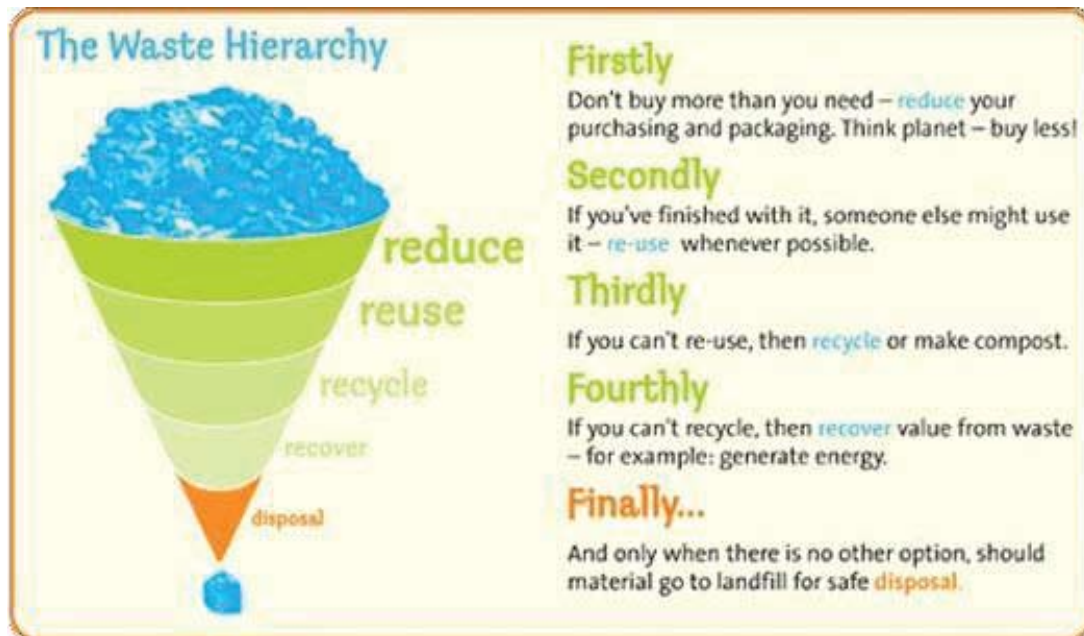 The Waste Hierarchy
reduce
reuse
recycle
recover
disposal
Firstly
Don't buy more than you need – reduce your
purchasing and packaging. Think planet – buy less!
Secondly
If you've finished with it, someone else might use
it – re-use whenever possible.
Thirdly
If you can't re-use, then recycle or make compost.
Fourthly
If you can't recycle, then recover value from waste
– for example: generate energy.
Finally...
And only when there is no other option, should
material go to landfill for safe disposal.